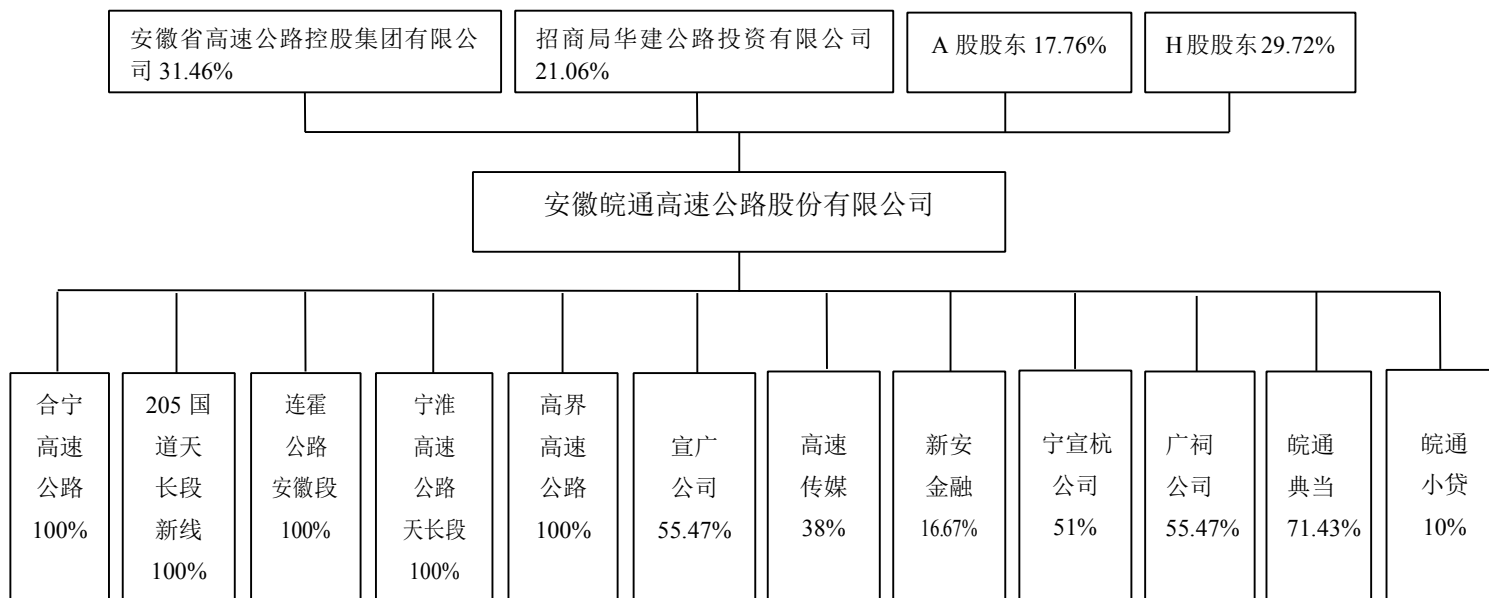 安徽省高速公路控股集团有限公
司 31.46%
招商局华建公路投资有限公司
21.06%
A 股股东 17.76%
H 股股东 29.72%
安徽皖通高速公路股份有限公司
合宁
高速
公路
100%
205 国
道天
长段
新线
100%
连霍
公路
安徽段
100%
宁淮
高速
公路
天长段
100%
高界
高速
公路
100%
宣广
公司
55.47%
高速
传媒
38%
新安
金融
16.67%
宁宣杭
公司
51%
广祠
公司
55.47%
皖通
典当
71.43%
皖通
小贷
10%